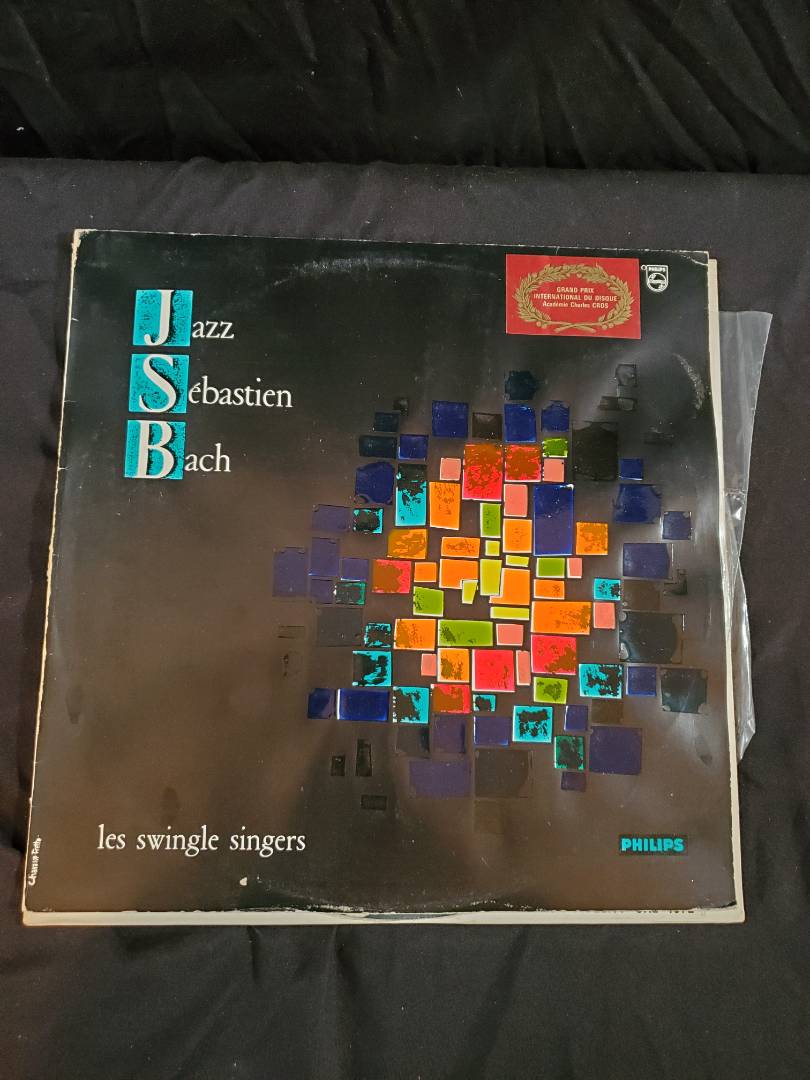 Jazz
Sébastien
Bach
GRAND PRIX
INTERNATIONAL DU DISQUE
Académie Charles CROS
PHILIPS
les swingle singers
PHILIPS